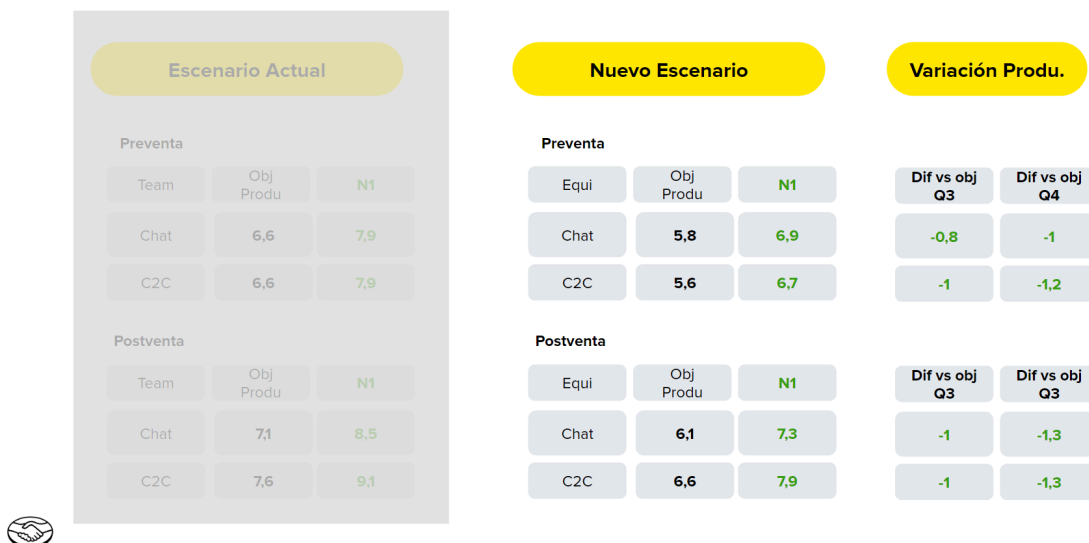 Escenario Actual
Nuevo Escenario
Variación Produ.
Preventa
Team
Obj
Produ
N1
Chat
6,6
7,9
C2C
6,6
7,9
Postventa
Team
Obj
Produ
N1
Chat
7,1
8,5
C2C
7,6
9,1
Preventa
Equi
Obj
Produ
N1
Chat
5,8
6,9
C2C
5,6
6,7
Postventa
Equi
Obj
Produ
N1
Chat
6,1
7,3
C2C
6,6
7,9
Dif vs obj
Q3
Dif vs obj
Q4
-0,8
-1
-1
-1,2
Dif vs obj
Q3
Dif vs obj
Q3
-1
-1,3
-1
-1,3